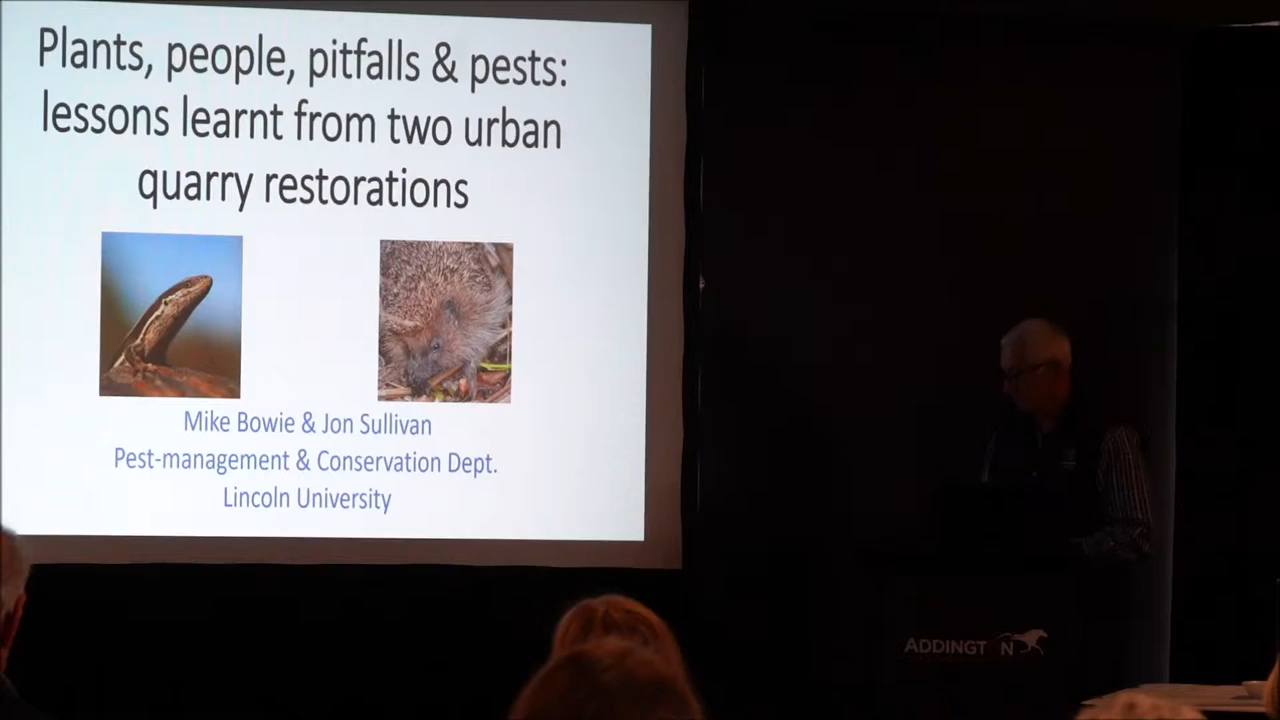 Plants, people, pitfalls & pests:
lessons learnt from two urban
quarry restorations
Mike Bowie & Jon Sullivan
Pest-management & Conservation Dept.
Lincoln University
ADDINGT N